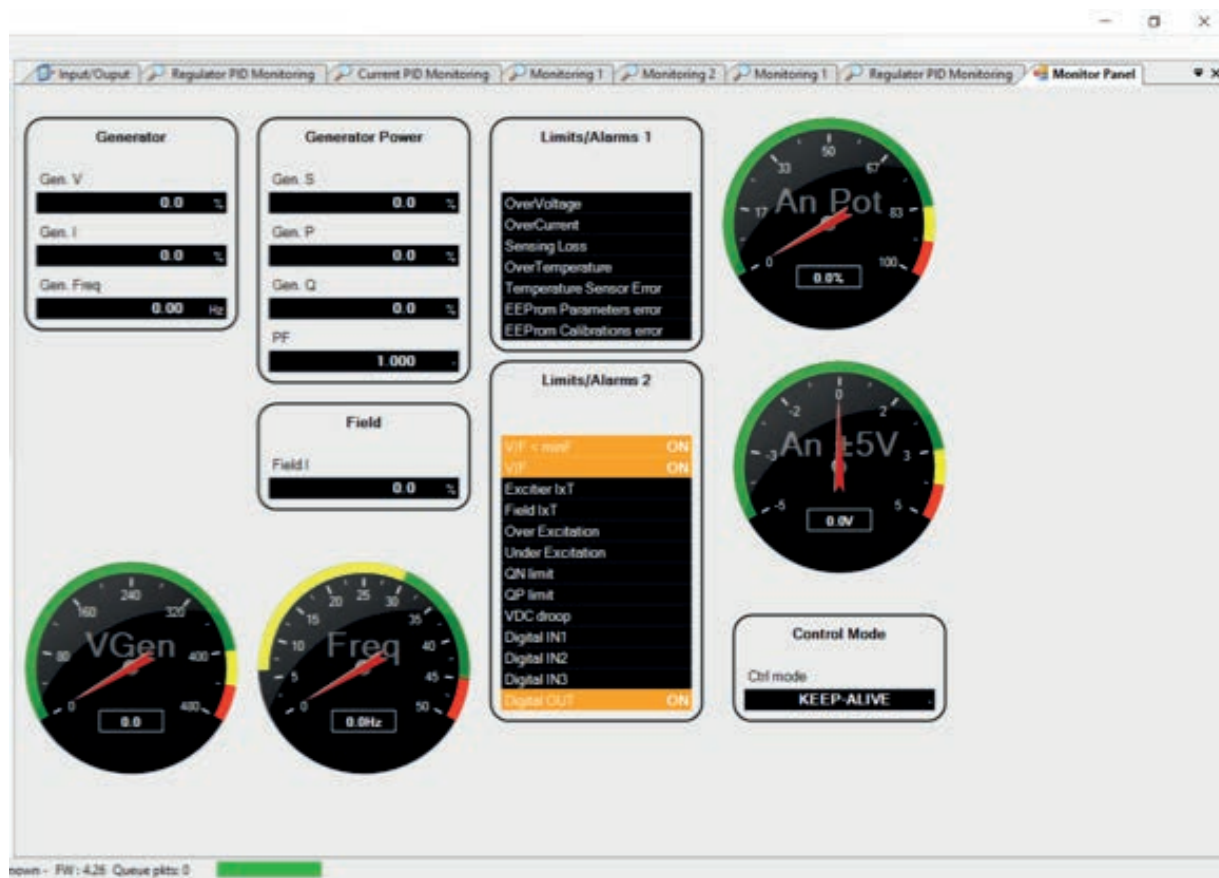 Input/Ouput Regulator PID Monitoring Current PID Monitoring Monitoring 1 Monitoring 2 Monitoring 1 Regulator PID Monitoring Monitor Panel
Generator
Gen. V
0.0 %
Gen. I
0.0 %
Gen. Freq
0.00 Hz
Generator Power
Gen. S
0.0 %
Gen. P
0.0 %
Gen. Q
0.0 %
PF
1.000 -
Field
Field I
0.0 %
Limits/Alarms 1
OverVoltage
OverCurrent
Sensing Loss
OverTemperature
Temperature Sensor Error
EEProm Parameters error
EEProm Calibrations error
Limits/Alarms 2
V/F < minF ON
V/F ON
Excitier IxT
Field IxT
Over Excitation
Under Excitation
QN limit
QP limit
VDC droop
Digital IN1
Digital IN2
Digital IN3
Digital OUT ON
0 17 33 50 67 83 100
An Pot
0.0%
-5 -3 -2 0 2 3 5
An ±5V
0.0V
0 80 160 240 320 400 480
VGen
0.0
0 5 10 15 20 25 30 35 40 45 50
Freq
0.0Hz
Control Mode
Ctrl mode
KEEP-ALIVE -
nown - FW : 4.26 Queue pkts: 0